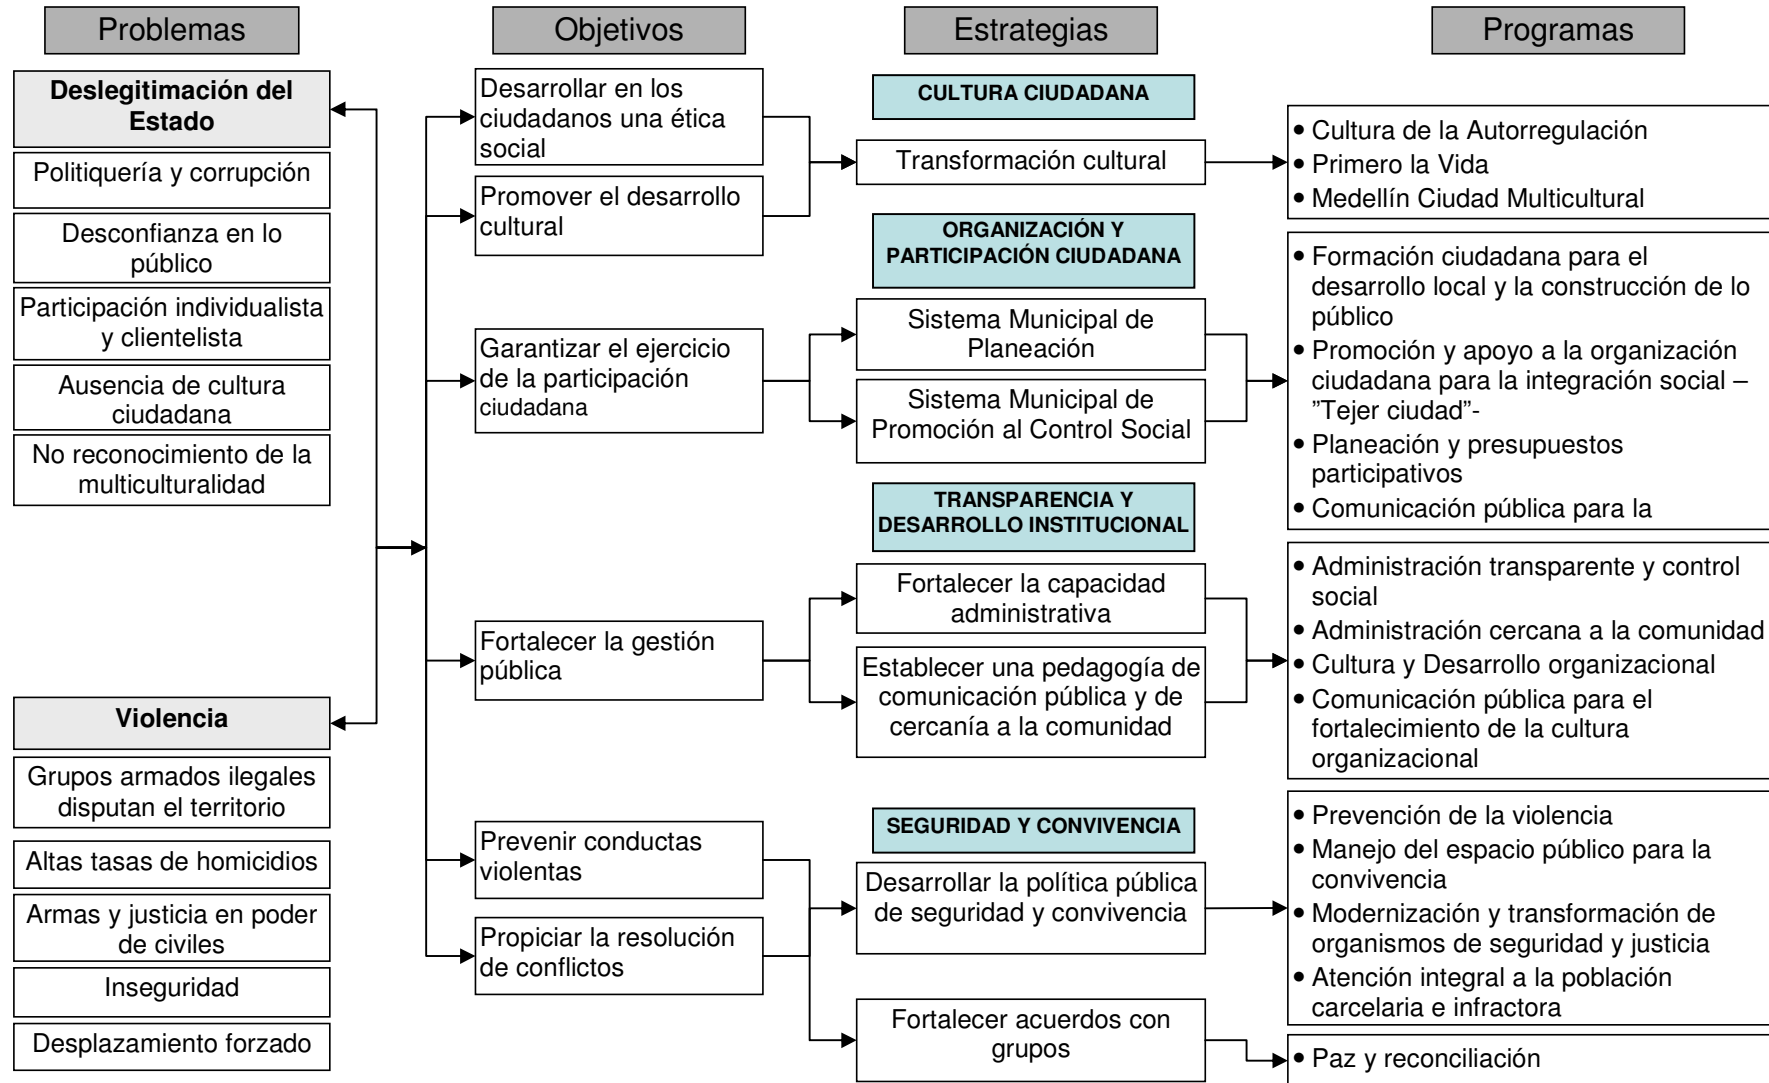 Problemas
Objetivos
Estrategias
Programas
Deslegitimación del
Estado
Politiquería y corrupción
Desconfianza en lo
público
Participación individualista
y clientelista
Ausencia de cultura
ciudadana
No reconocimiento de la
multiculturalidad
Violencia
Grupos armados ilegales
disputan el territorio
Altas tasas de homicidios
Armas y justicia en poder
de civiles
Inseguridad
Desplazamiento forzado
Desarrollar en los
ciudadanos una ética
social
Promover el desarrollo
cultural
Garantizar el ejercicio
de la participación
ciudadana
Fortalecer la gestión
pública
Prevenir conductas
violentas
Propiciar la resolución
de conflictos
CULTURA CIUDADANA
Transformación cultural
ORGANIZACIÓN Y
PARTICIPACIÓN CIUDADANA
Sistema Municipal de
Planeación
Sistema Municipal de
Promoción al Control Social
TRANSPARENCIA Y
DESARROLLO INSTITUCIONAL
Fortalecer la capacidad
administrativa
Establecer una pedagogía de
comunicación pública y de
cercanía a la comunidad
SEGURIDAD Y CONVIVENCIA
Desarrollar la política pública
de seguridad y convivencia
Fortalecer acuerdos con
grupos
• Cultura de la Autorregulación
• Primero la Vida
• Medellín Ciudad Multicultural
• Formación ciudadana para el
desarrollo local y la construcción de lo
público
• Promoción y apoyo a la organización
ciudadana para la integración social –
”Tejer ciudad”-
• Planeación y presupuestos
participativos
• Comunicación pública para la
• Administración transparente y control
social
• Administración cercana a la comunidad
• Cultura y Desarrollo organizacional
• Comunicación pública para el
fortalecimiento de la cultura
organizacional
• Prevención de la violencia
• Manejo del espacio público para la
convivencia
• Modernización y transformación de
organismos de seguridad y justicia
• Atención integral a la población
carcelaria e infractora
• Paz y reconciliación